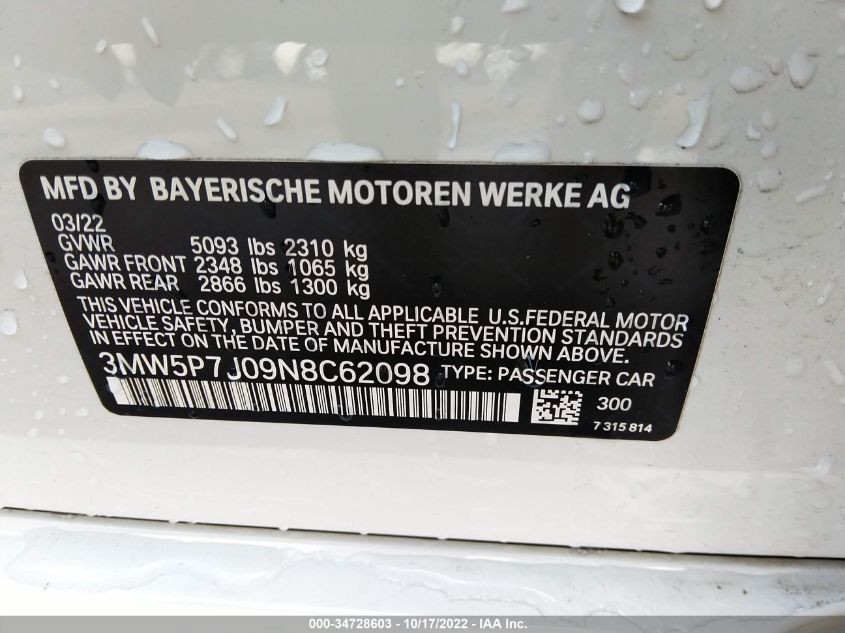 MFD BY BAYERISCHE MOTOREN WERKE AG
03/22
GVWR 5093 lbs 2310 kg
GAWR FRONT 2348 lbs 1065 kg
GAWR REAR 2866 lbs 1300 kg
THIS VEHICLE CONFORMS TO ALL APPLICABLE U.S.FEDERAL MOTOR
VEHICLE SAFETY, BUMPER AND THEFT PREVENTION STANDARDS
IN EFFECT ON THE DATE OF MANUFACTURE SHOWN ABOVE.
3MW5P7J09N8C62098 TYPE: PASSENGER CAR
300
7 315 814
000-34728603 - 10/17/2022 - IAA Inc.